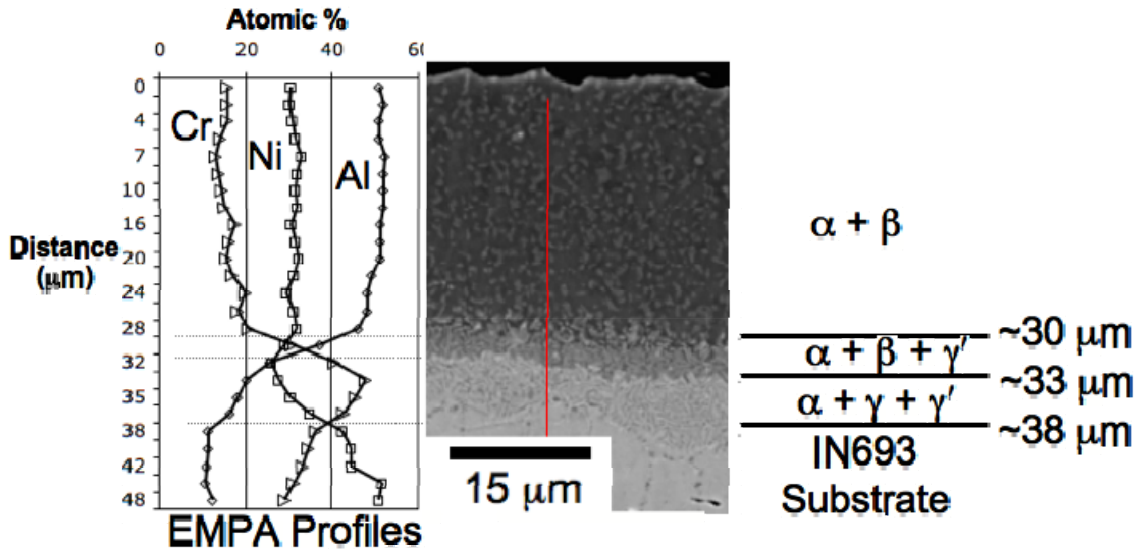 Atomic %
0 20 40 60
0
4
7
10
16
20
24
28
32
35
38
42
48
Distance
(μm)
Cr
Ni
Al
EMPA Profiles
15 μm
α + β
~30 μm
α + β + γ′
~33 μm
α + γ + γ′
~38 μm
IN693
Substrate